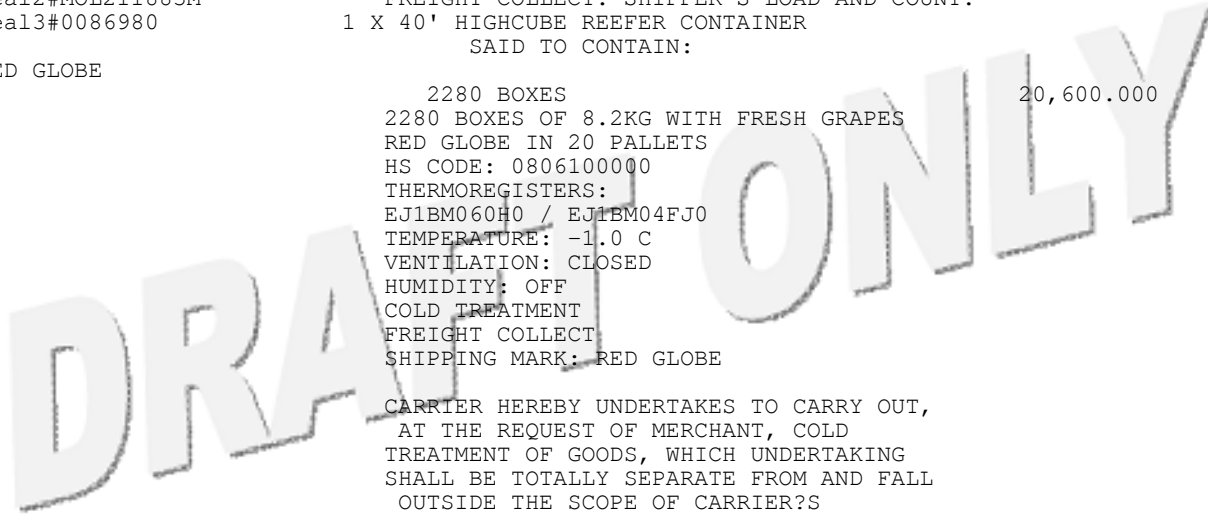 FREIGHT COLLECT. SHIPPER'S LOAD AND COUNT.
eal3#0086980 1 X 40' HIGHCUBE REEFER CONTAINER
SAID TO CONTAIN:
ED GLOBE
2280 BOXES 20,600.000
2280 BOXES OF 8.2KG WITH FRESH GRAPES
RED GLOBE IN 20 PALLETS
HS CODE: 0806100000
THERMOREGISTERS:
EJ1BM060H0 / EJ1BM04FJ0
TEMPERATURE: -1.0 C
VENTILATION: CLOSED
HUMIDITY: OFF
COLD TREATMENT
FREIGHT COLLECT
SHIPPING MARK: RED GLOBE
CARRIER HEREBY UNDERTAKES TO CARRY OUT,
AT THE REQUEST OF MERCHANT, COLD
TREATMENT OF GOODS, WHICH UNDERTAKING
SHALL BE TOTALLY SEPARATE FROM AND FALL
OUTSIDE THE SCOPE OF CARRIER?S
DRAFT ONLY